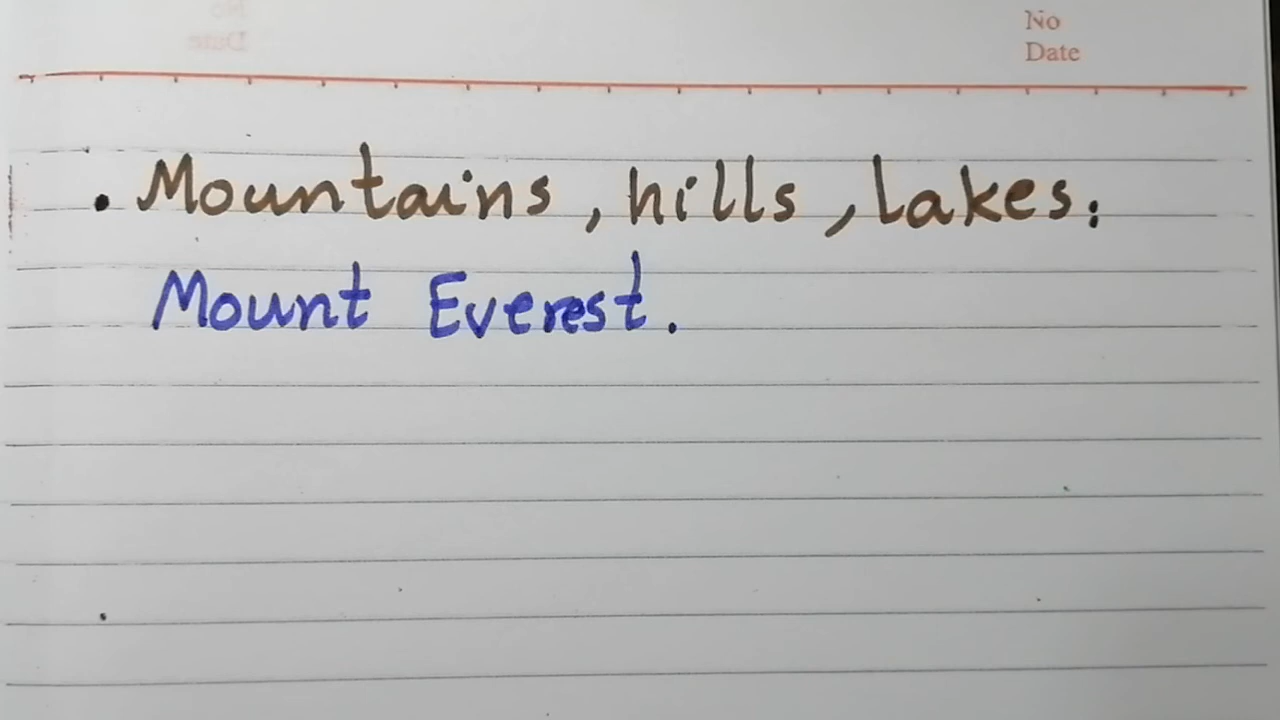 No
Date
. Mountains, hills, lakes:
Mount Everest.